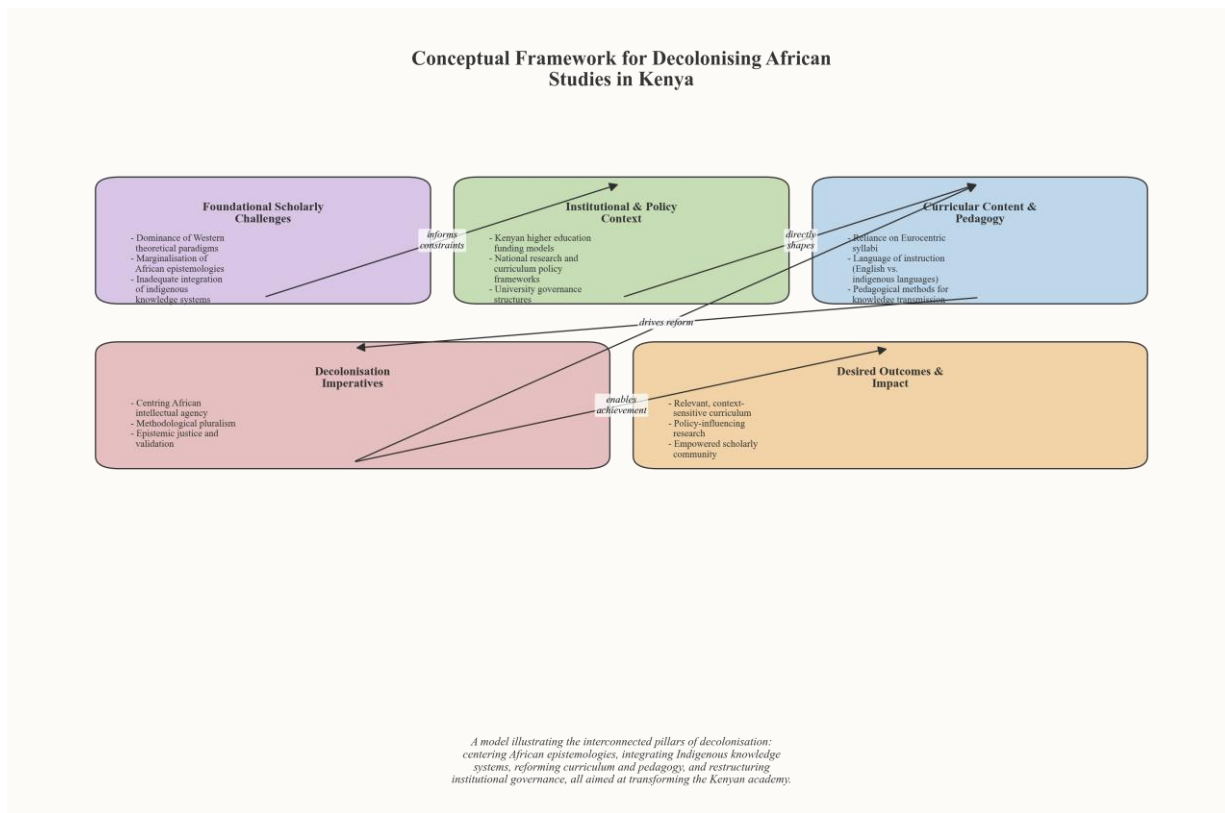 Conceptual Framework for Decolonising African
Studies in Kenya
Foundational Scholarly
Challenges
- Dominance of Western
theoretical paradigms
- Marginalisation of
African epistemologies
- Inadequate integration
of indigenous
knowledge systems
informs
constraints
Institutional & Policy
Context
- Kenyan higher education
funding models
- National research and
curriculum policy
frameworks
- University governance
structures
directly
shapes
Curricular Content &
Pedagogy
- Reliance on Eurocentric
syllabi
- Language of instruction
(English vs.
indigenous languages)
- Pedagogical methods for
knowledge transmission
drives reform
Decolonisation
Imperatives
- Centring African
intellectual agency
- Methodological pluralism
- Epistemic justice and
validation
enables
achievement
Desired Outcomes &
Impact
- Relevant, context-
sensitive curriculum
- Policy-influencing
research
- Empowered scholarly
community
A model illustrating the interconnected pillars of decolonisation:
centering African epistemologies, integrating Indigenous knowledge
systems, reforming curriculum and pedagogy, and restructuring
institutional governance, all aimed at transforming the Kenyan academy.